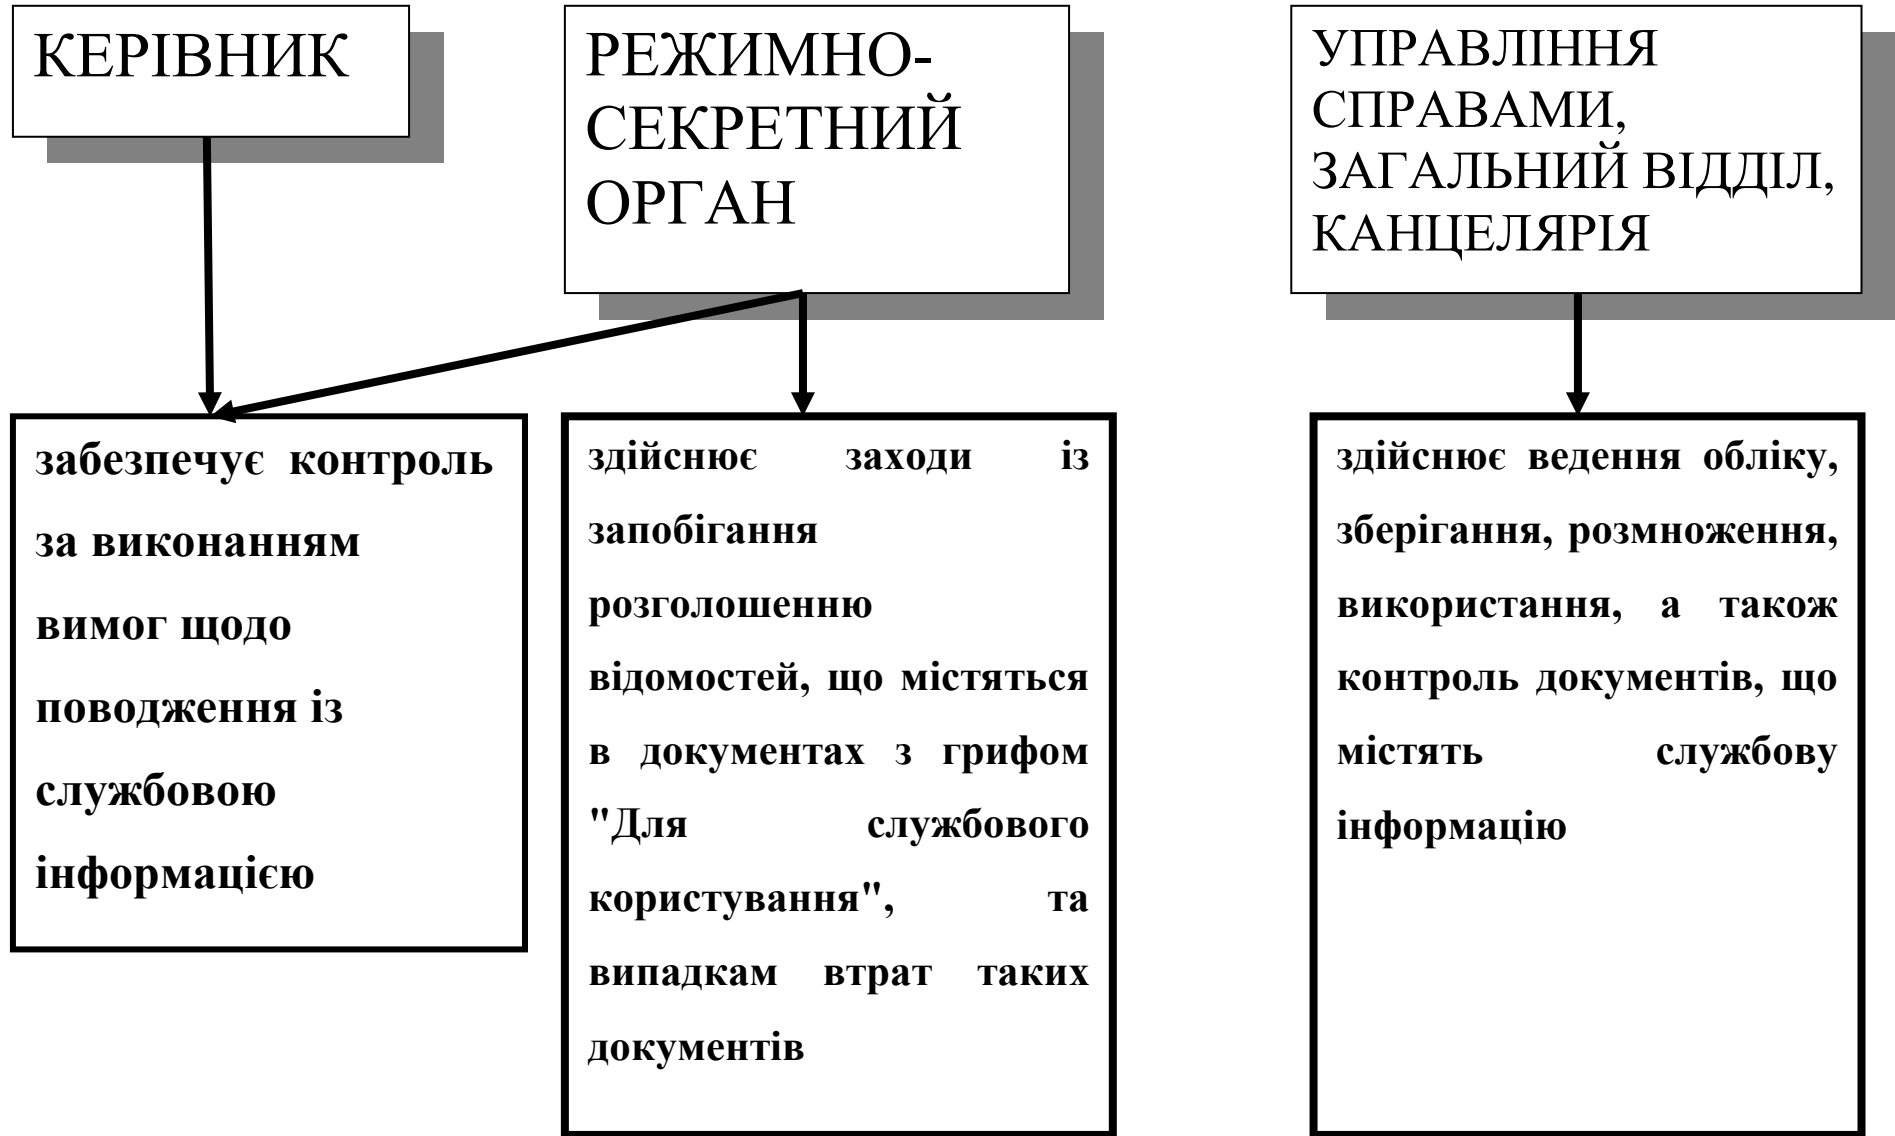 КЕРІВНИК
РЕЖИМНО-
СЕКРЕТНИЙ
ОРГАН
УПРАВЛІННЯ
СПРАВАМИ,
ЗАГАЛЬНИЙ ВІДДІЛ,
КАНЦЕЛЯРІЯ
забезпечує контроль
за виконанням
вимог щодо
поводження із
службовою
інформацією
здійснює заходи із
запобігання
розголошенню
відомостей, що містяться
в документах з грифом
"Для службового
користування", та
випадкам втрат таких
документів
здійснює ведення обліку,
зберігання, розмноження,
використання, а також
контроль документів, що
містять службову
інформацію